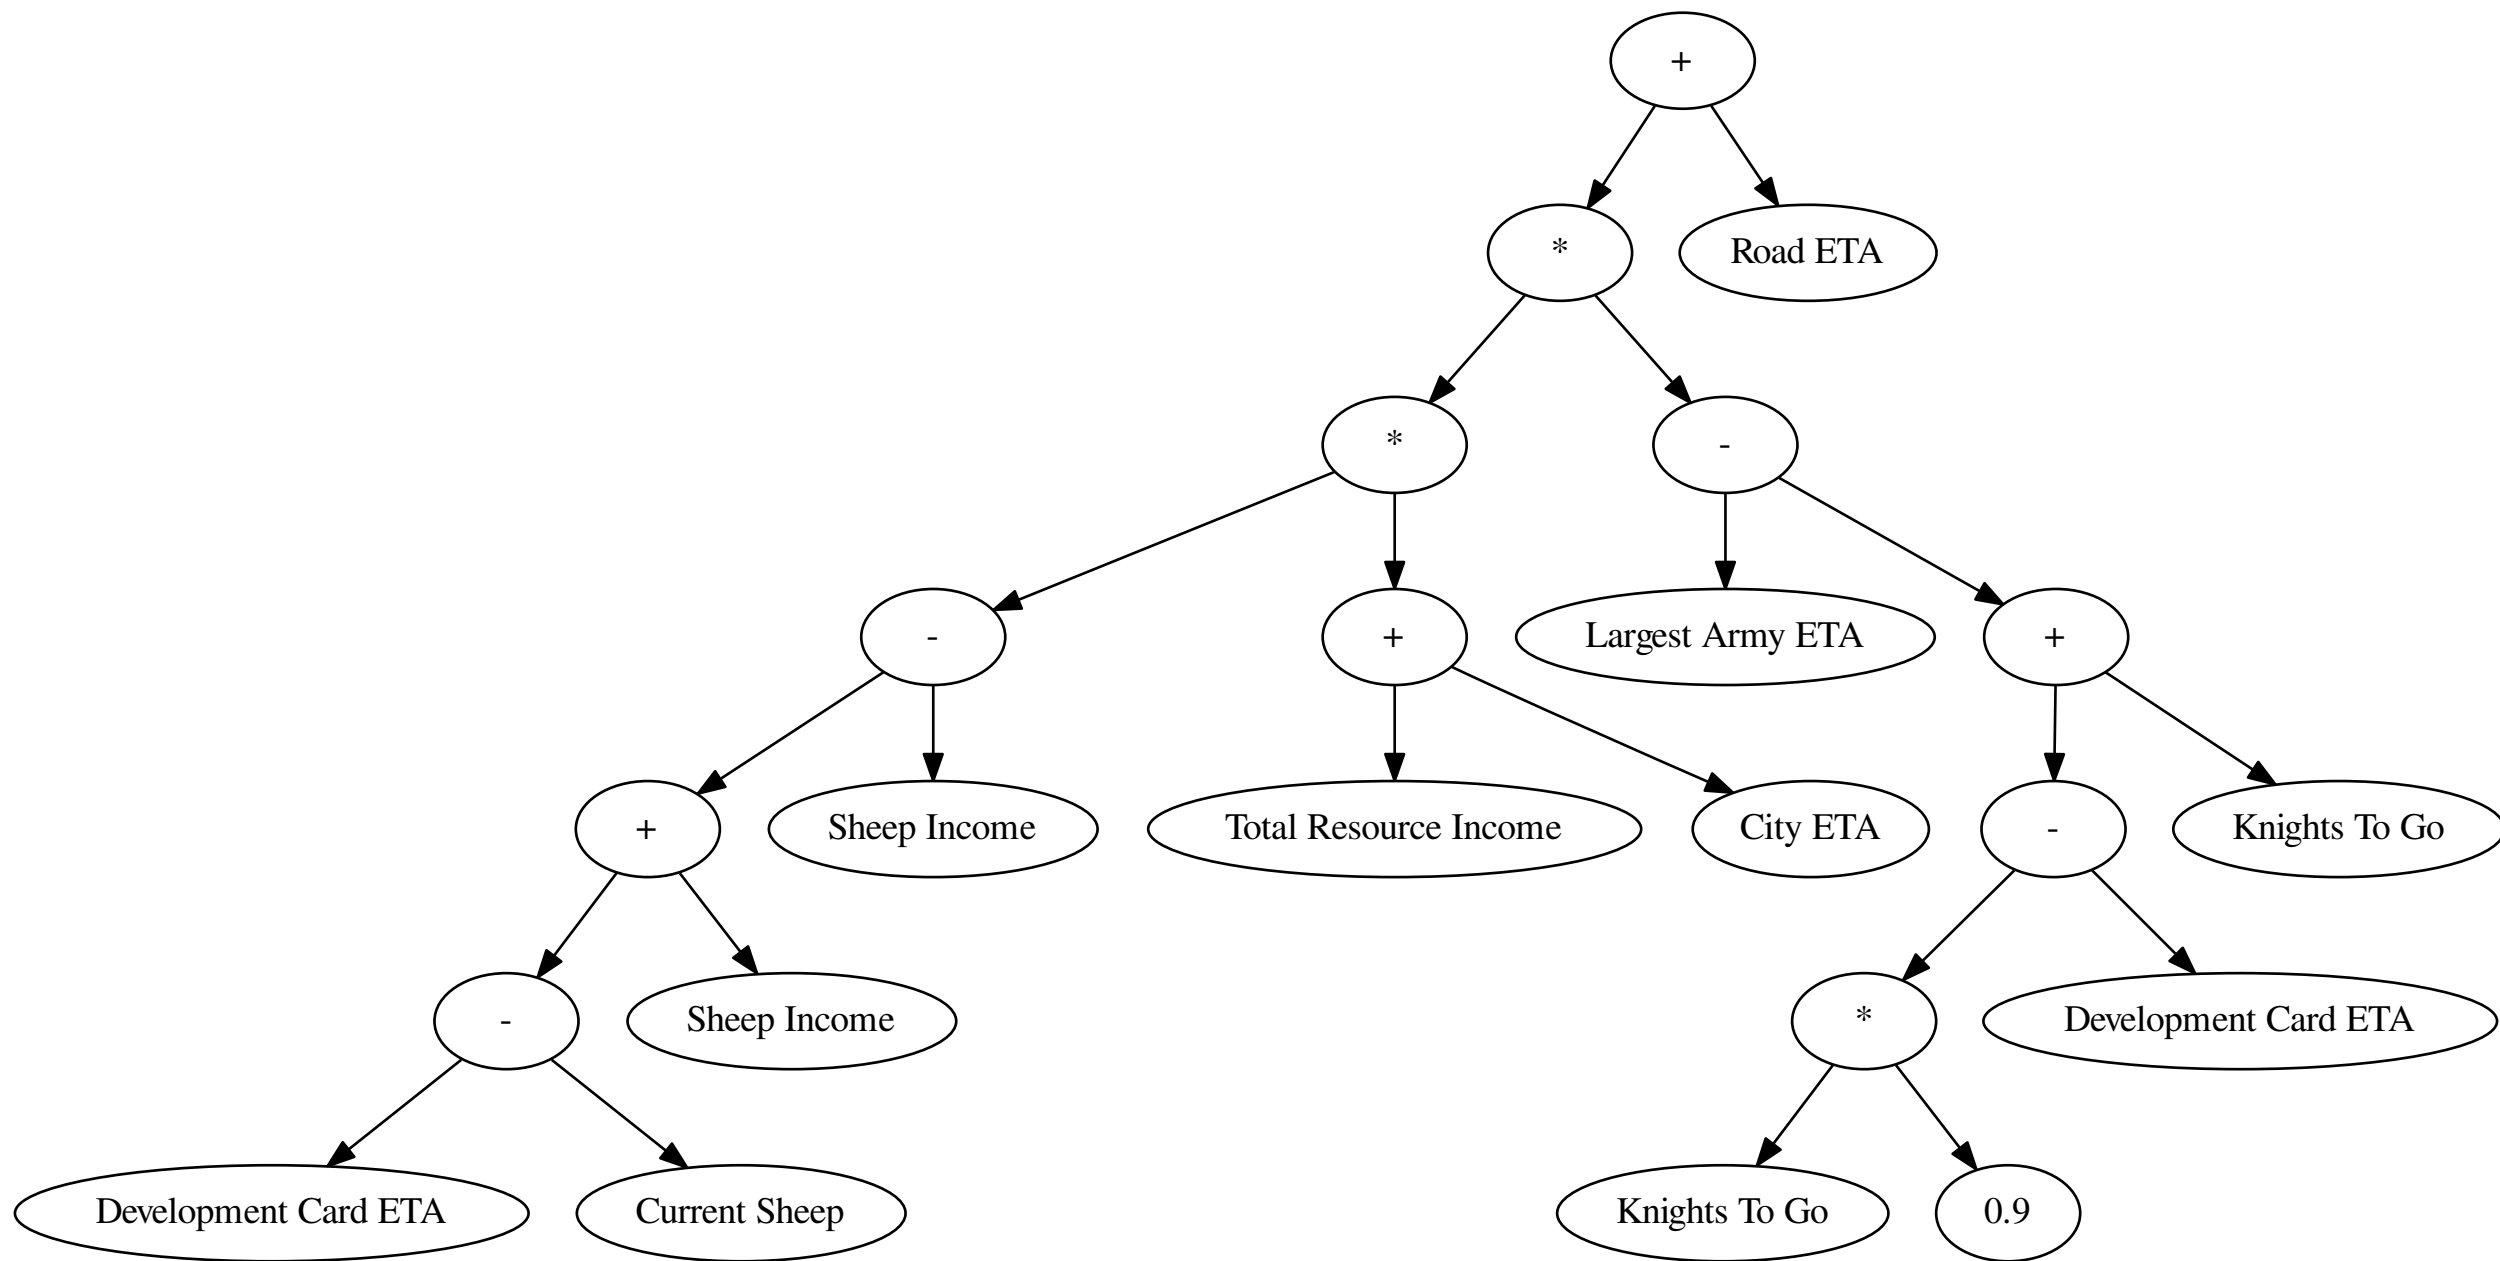 +
*
Road ETA
*
-
-
+
Largest Army ETA
+
+
Sheep Income
Total Resource Income
City ETA
-
Knights To Go
-
Sheep Income
*
Development Card ETA
Development Card ETA
Current Sheep
Knights To Go
0.9